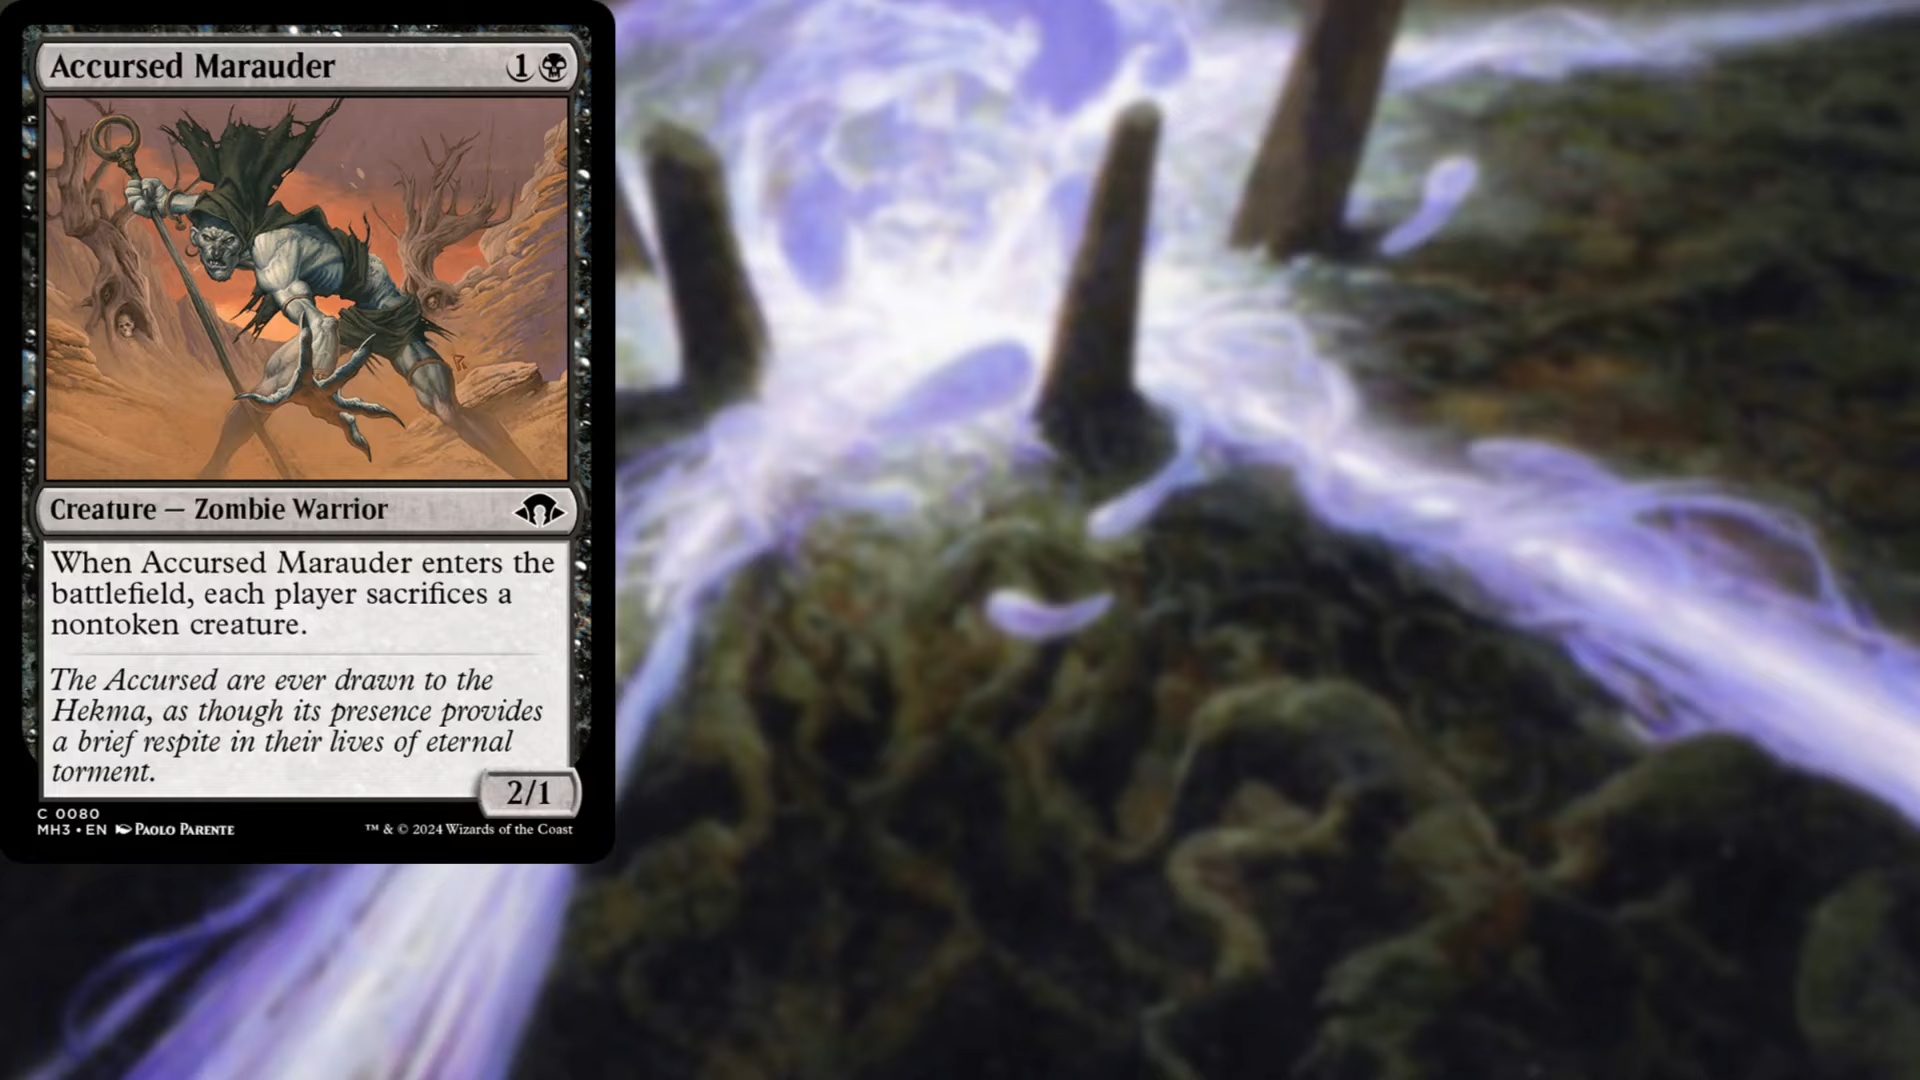 Accursed Marauder 1
Creature — Zombie Warrior
When Accursed Marauder enters the
battlefield, each player sacrifices a
nontoken creature.
The Accursed are ever drawn to the
Hekma, as though its presence provides
a brief respite in their lives of eternal
torment.
2/1
C 0080
MH3 • EN PAOLO PARENTE
™ & © 2024 Wizards of the Coast